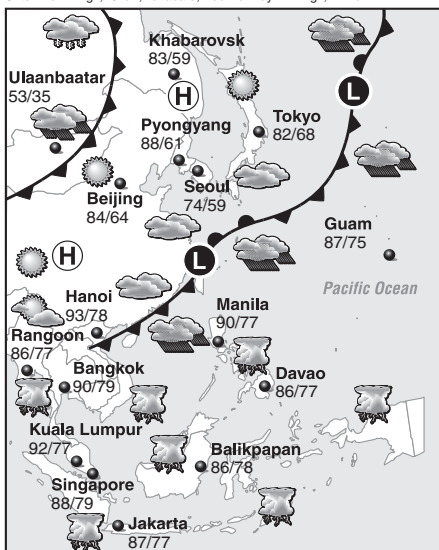 Khabarovsk
83/59
Ulaanbaatar
53/35
H
L
Tokyo
82/68
Pyongyang
88/61
Seoul
74/59
Beijing
84/64
Guam
87/75
H
L
Pacific Ocean
Hanoi
93/78
Manila
90/77
Rangoon
86/77
Bangkok
90/79
Davao
86/77
Kuala Lumpur
92/77
Balikpapan
86/78
Singapore
88/79
Jakarta
87/77